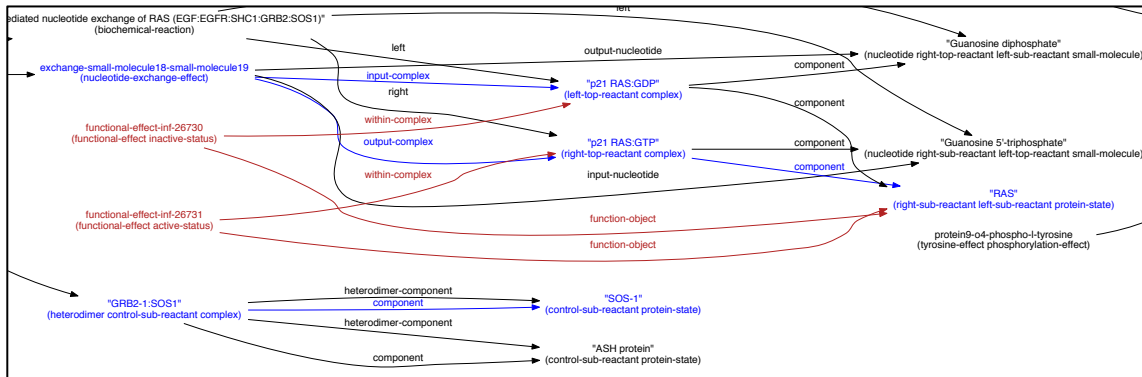 ediated nucleotide exchange of RAS (EGF:EGFR:SHC1:GRB2:SOS1)"
(biochemical-reaction)
left
left
output-nucleotide
"Guanosine diphosphate"
(nucleotide right-top-reactant left-sub-reactant small-molecule)
exchange-small-molecule18-small-molecule19
(nucleotide-exchange-effect)
input-complex
component
"p21 RAS:GDP"
(left-top-reactant complex)
right
component
within-complex
functional-effect-inf-26730
(functional-effect inactive-status)
output-complex
"p21 RAS:GTP"
(right-top-reactant complex)
component
"Guanosine 5'-triphosphate"
(nucleotide right-sub-reactant left-top-reactant small-molecule)
component
within-complex
input-nucleotide
"RAS"
(right-sub-reactant left-sub-reactant protein-state)
functional-effect-inf-26731
(functional-effect active-status)
function-object
function-object
protein9-o4-phospho-l-tyrosine
(tyrosine-effect phosphorylation-effect)
"GRB2-1:SOS1"
(heterodimer control-sub-reactant complex)
heterodimer-component
component
"SOS-1"
(control-sub-reactant protein-state)
heterodimer-component
component
"ASH protein"
(control-sub-reactant protein-state)